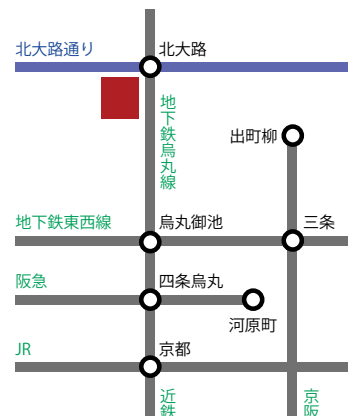 北大路通り
北大路
地下鉄烏丸線
出町柳
地下鉄東西線
烏丸御池
三条
阪急
四条烏丸
河原町
JR
京都
近鉄
京阪